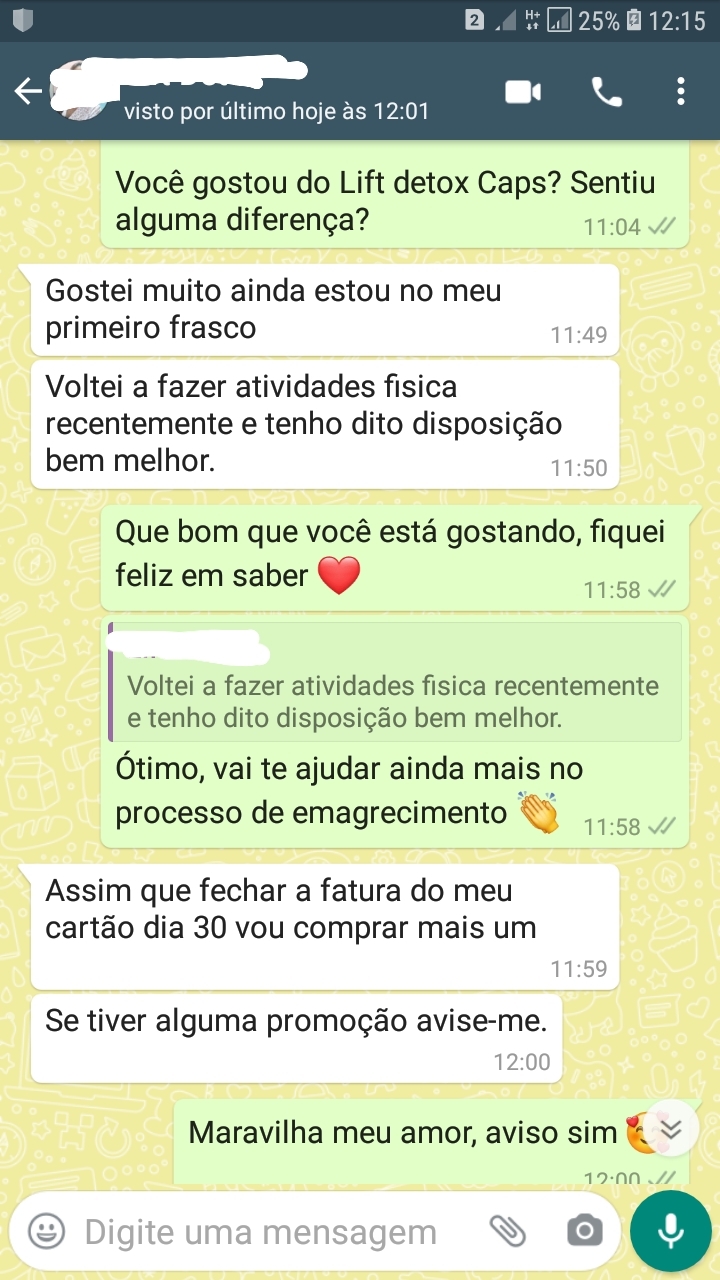 2 H+ 25% 12:15
visto por último hoje às 12:01
Você gostou do Lift detox Caps? Sentiu
alguma diferença? 11:04
Gostei muito ainda estou no meu
primeiro frasco 11:49
Voltei a fazer atividades fisica
recentemente e tenho dito disposição
bem melhor. 11:50
Que bom que você está gostando, fiquei
feliz em saber ❤️ 11:58
Voltei a fazer atividades fisica recentemente
e tenho dito disposição bem melhor.
Ótimo, vai te ajudar ainda mais no
processo de emagrecimento 👏 11:58
Assim que fechar a fatura do meu
cartão dia 30 vou comprar mais um
11:59
Se tiver alguma promoção avise-me.
12:00
Maravilha meu amor, aviso sim 🥰
12:00
Digite uma mensagem